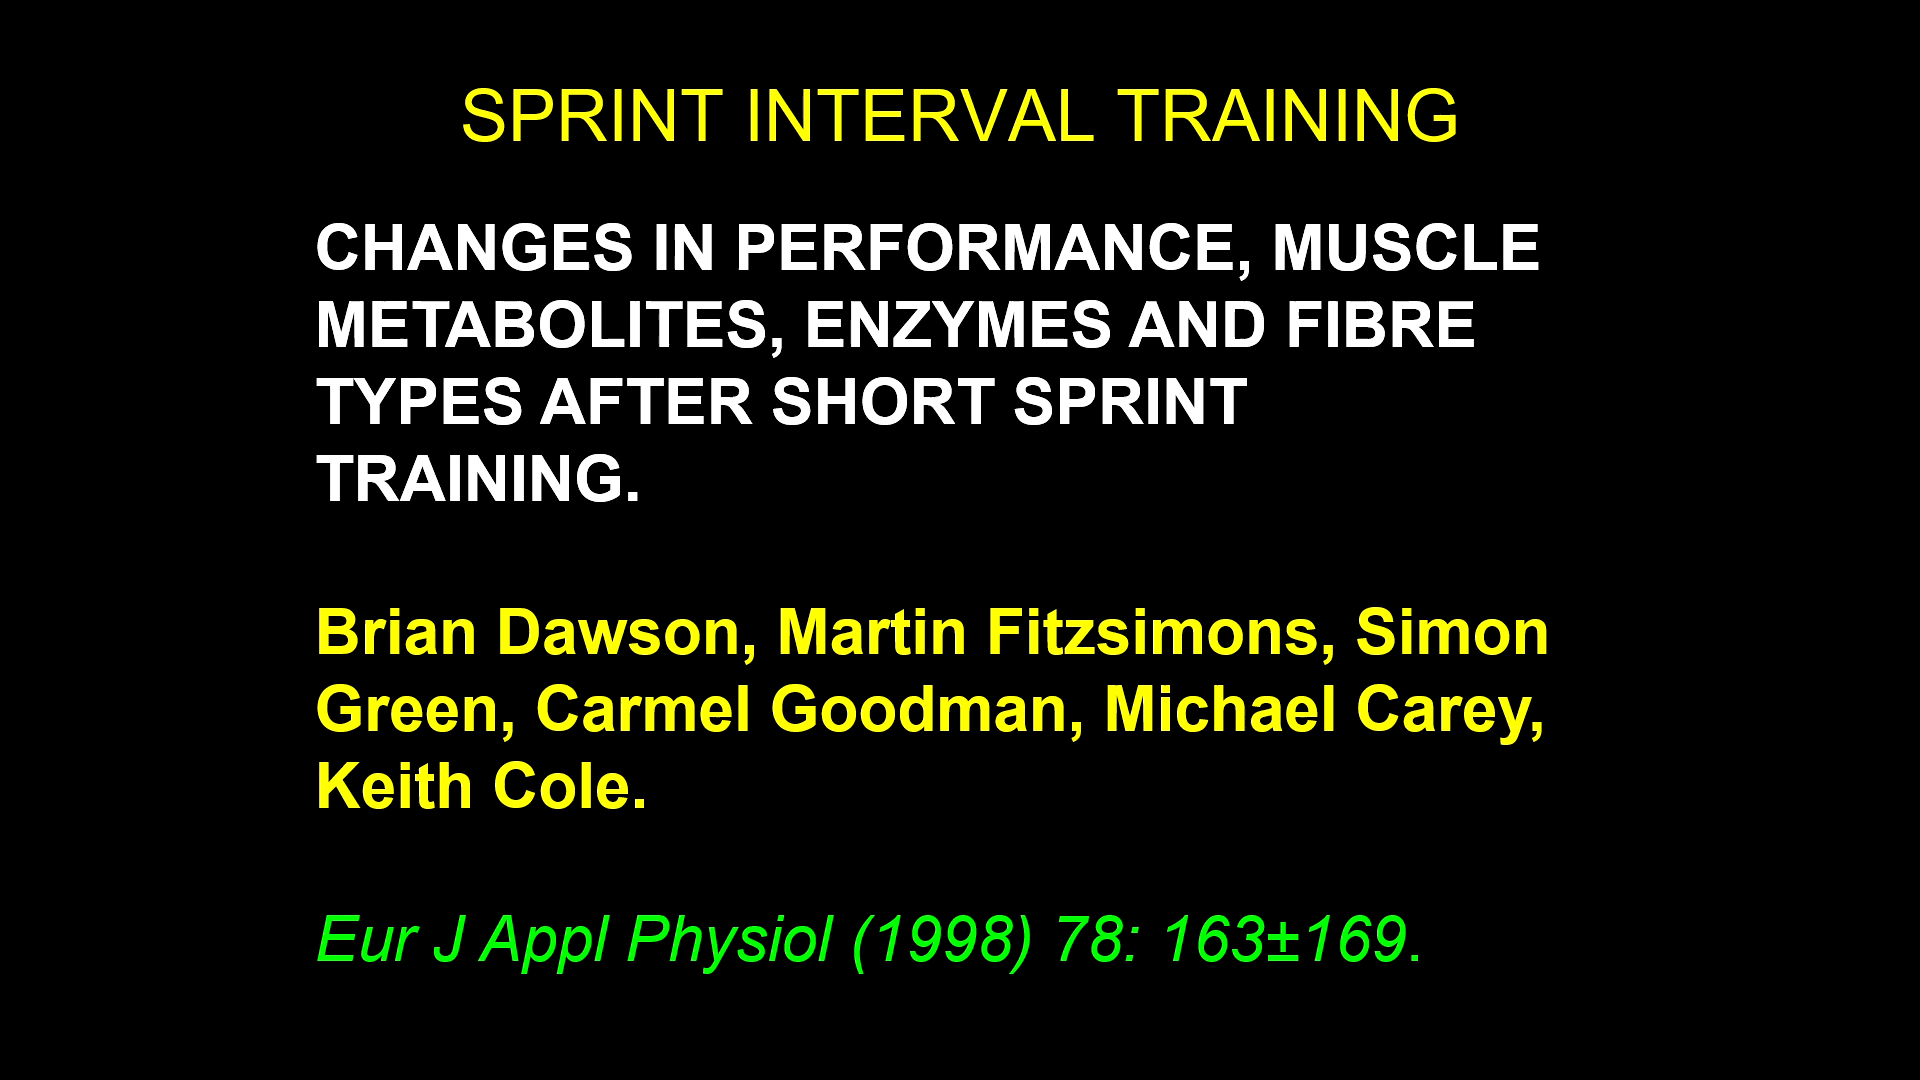 SPRINT INTERVAL TRAINING
CHANGES IN PERFORMANCE, MUSCLE
METABOLITES, ENZYMES AND FIBRE
TYPES AFTER SHORT SPRINT
TRAINING.
Brian Dawson, Martin Fitzsimons, Simon
Green, Carmel Goodman, Michael Carey,
Keith Cole.
Eur J Appl Physiol (1998) 78: 163±169.